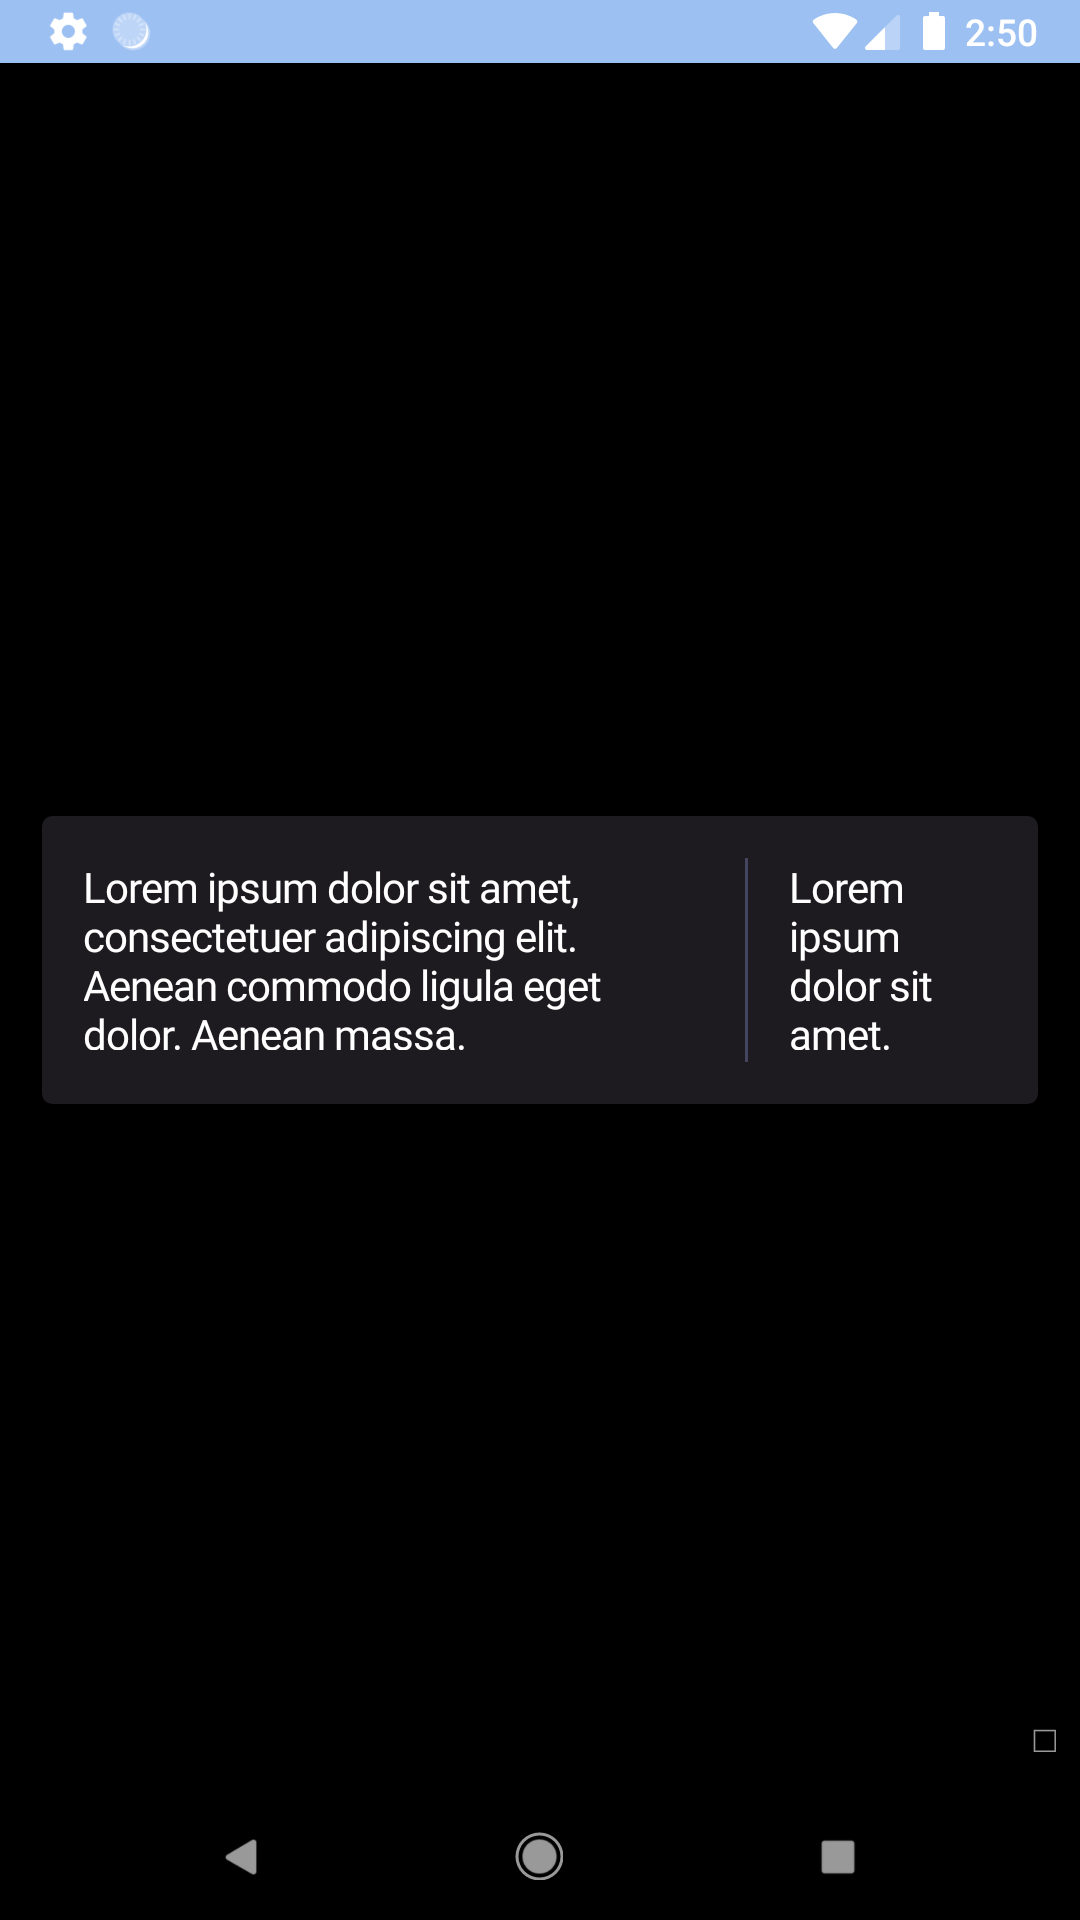 2:50
Lorem ipsum dolor sit amet,
consectetuer adipiscing elit.
Aenean commodo ligula eget
dolor. Aenean massa.
Lorem
ipsum
dolor sit
amet.